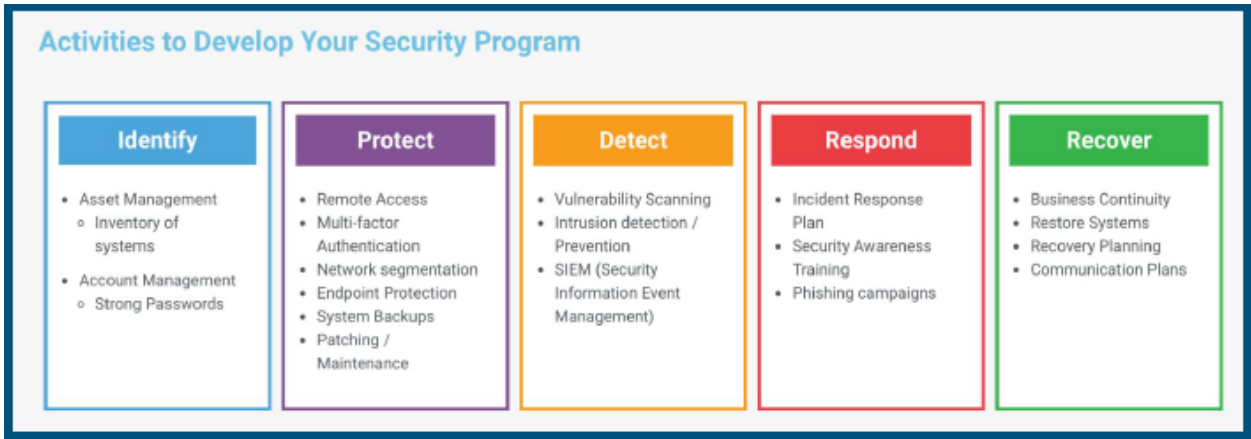 Activities to Develop Your Security Program
Identify
• Asset Management
○ Inventory of
systems
• Account Management
○ Strong Passwords
Protect
• Remote Access
• Multi-factor
Authentication
• Network segmentation
• Endpoint Protection
• System Backups
• Patching /
Maintenance
Detect
• Vulnerability Scanning
• Intrusion detection /
Prevention
• SIEM (Security
Information Event
Management)
Respond
• Incident Response
Plan
• Security Awareness
Training
• Phishing campaigns
Recover
• Business Continuity
• Restore Systems
• Recovery Planning
• Communication Plans